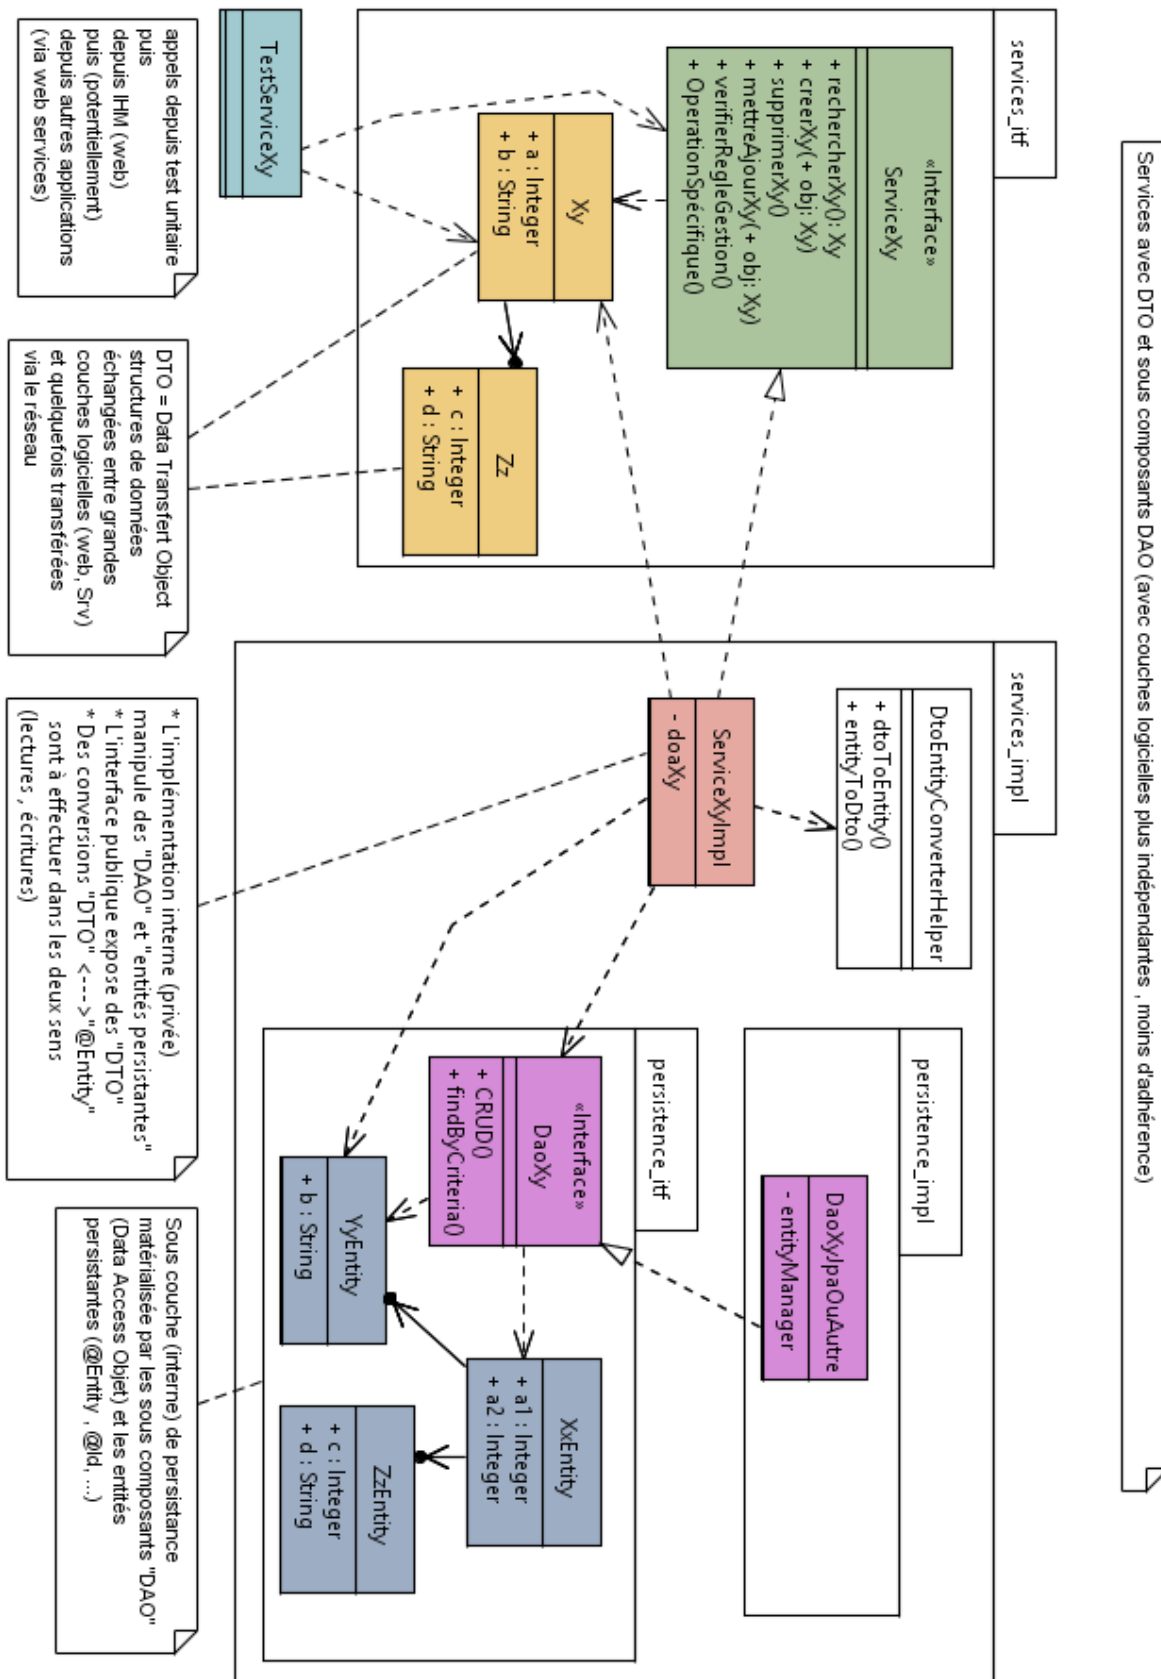 Services avec DTO et sous composants DAO (avec couches logicielles plus indépendantes , moins d'adhérence)
services_itf
«Interface»
ServiceXy
+ rechercherXy(): Xy
+ creerXy(+ obj: Xy)
+ supprimerXy()
+ mettreAjourXy(+ obj: Xy)
+ verifierRegleGestion()
+ OperationSpécifique()
Xy
+ a : Integer
+ b : String
Zz
+ c : Integer
+ d : String
TestServiceXy
appels depuis test unitaire
puis
depuis IHM (web)
puis (potentiellement)
depuis autres applications
(via web services)
DTO = Data Transfert Object
structures de données
échangées entre grandes
couches logicielles (web, Srv)
et quelquefois transférées
via le réseau
services_impl
DtoEntityConverterHelper
+ dtoToEntity()
+ entityToDto()
ServiceXyImpl
- doaXy
persistence_impl
DaoXyJpaOuAutre
- entityManager
persistence_itf
«Interface»
DaoXy
+ CRUD()
+ findByCriteria()
XxEntity
+ a1 : Integer
+ a2 : Integer
YyEntity
+ b : String
ZzEntity
+ c : Integer
+ d : String
* L'implémentation interne (privée)
manipule des "DAO" et "entités persistantes"
* L'interface publique expose des "DTO"
* Des conversions "DTO" <--->"@Entity"
sont à effectuer dans les deux sens
(lectures , écritures)
Sous couche (interne) de persistance
matérialisée par les sous composants "DAO"
(Data Access Objet) et les entités
persistantes (@Entity , @Id, ...)